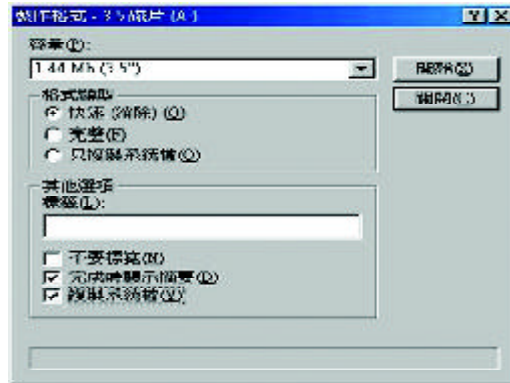 製作格式 - 3.5 磁片 (A:)
容量(P):
1.44 Mb (3.5")
開始(S)
關閉(C)
格式類型
快速 (清除) (Q)
完整(F)
只複製系統檔(O)
其他選項
標籤(L):
不要標籤(N)
完成時顯示摘要(D)
複製系統檔(Y)